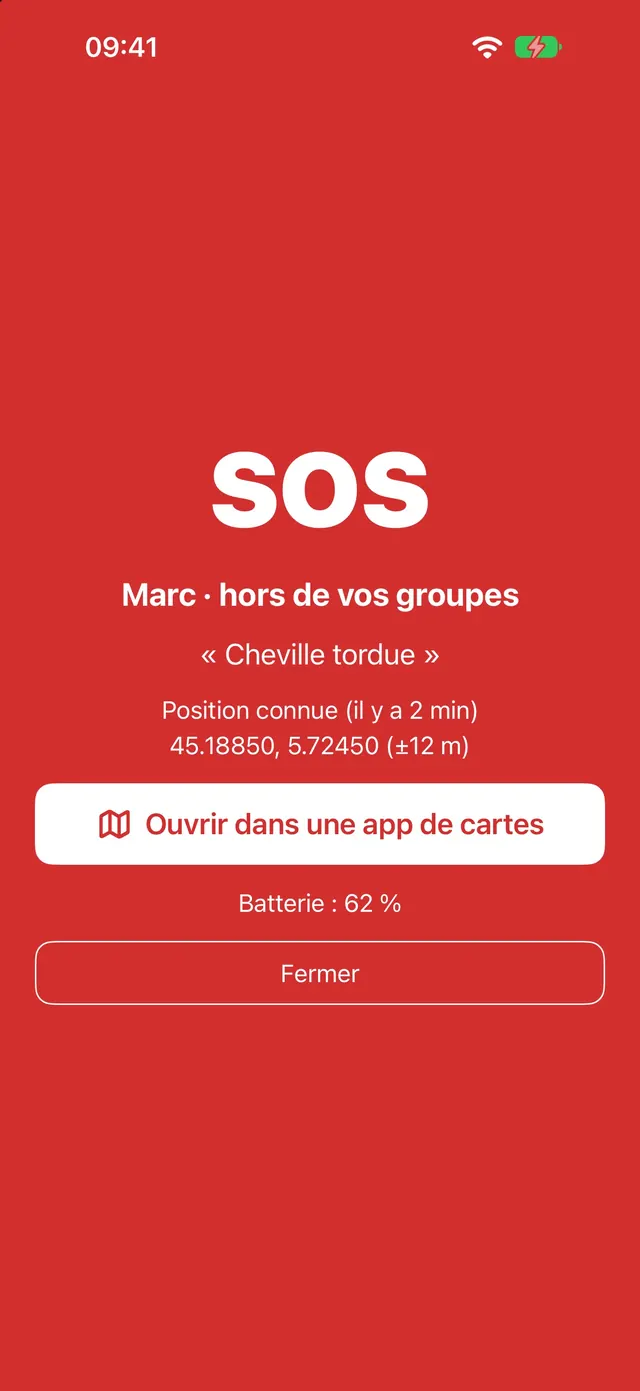 09:41
SOS
Marc · hors de vos groupes
« Cheville tordue »
Position connue (il y a 2 min)
45.18850, 5.72450 (±12 m)
Ouvrir dans une app de cartes
Batterie : 62 %
Fermer